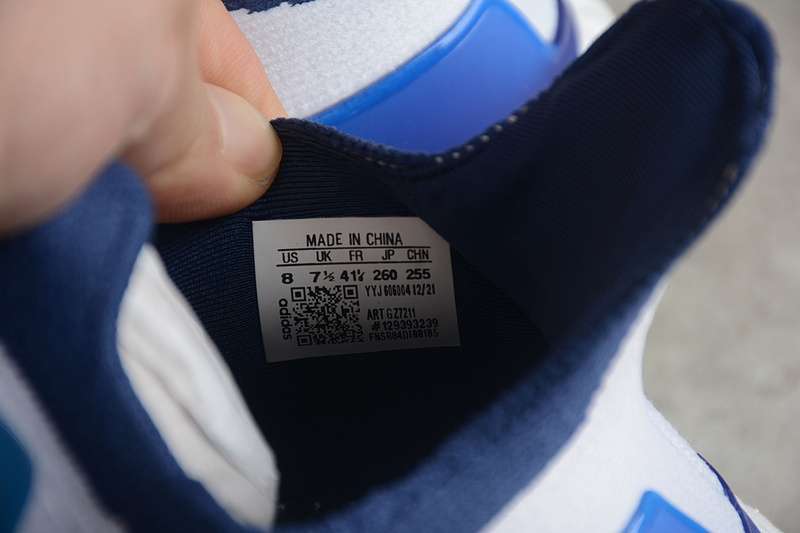 MADE IN CHINA
US UK FR JP CHN
8 7½ 41⅓ 260 255
YYJ 606004 12/21
ART GZ7211
#129393239
adidas